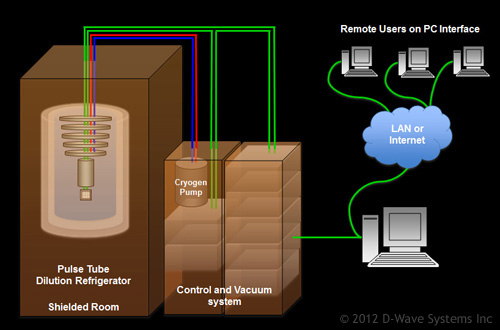 Remote Users on PC Interface
LAN or
Internet
Cryogen
Pump
Pulse Tube
Dilution Refrigerator
Shielded Room
Control and Vacuum
system
© 2012 D-Wave Systems Inc